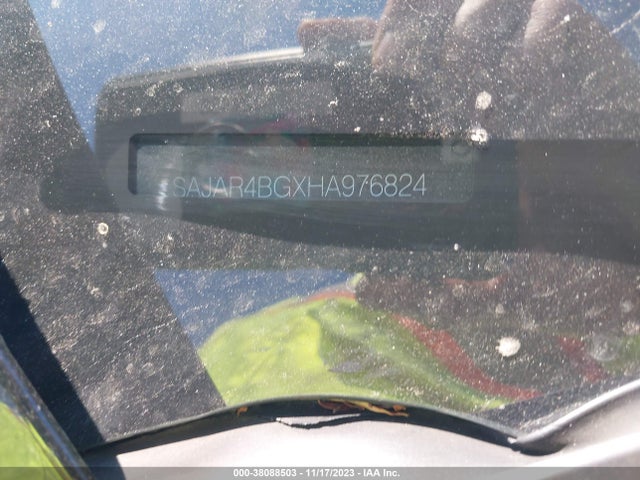 SAJAR4BGXHA976824
000-38088503 - 11/17/2023 - IAA Inc.